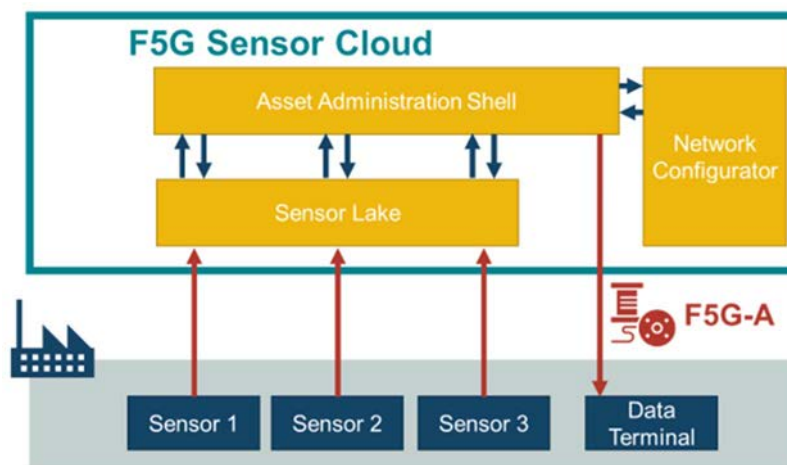 F5G Sensor Cloud
Asset Administration Shell
Network
Configurator
Sensor Lake
F5G-A
Sensor 1
Sensor 2
Sensor 3
Data
Terminal